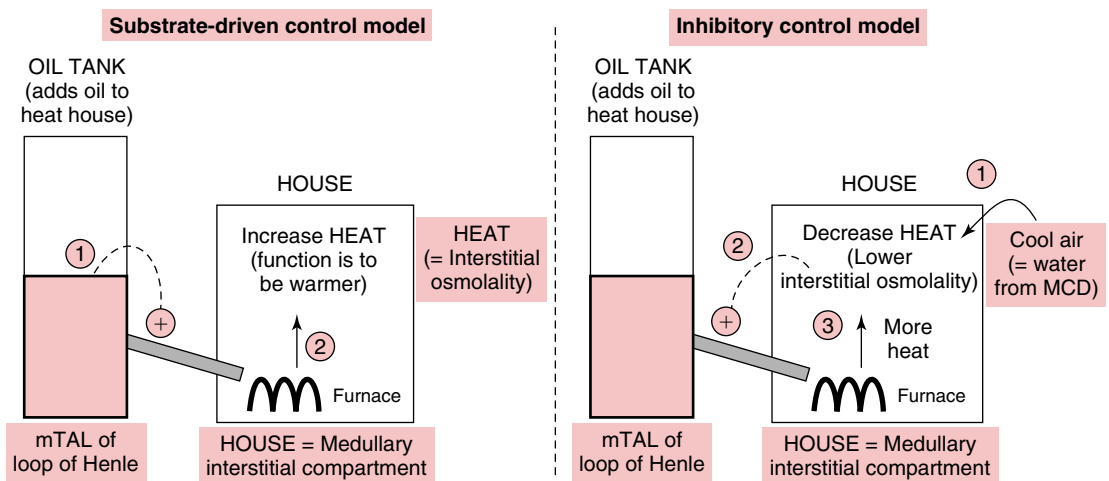 Substrate-driven control model
OIL TANK
(adds oil to
heat house)
HOUSE
1
Increase HEAT
(function is to
be warmer)
HEAT
(= Interstitial
osmolality)
+
2
Furnace
mTAL of
loop of Henle
HOUSE = Medullary
interstitial compartment
Inhibitory control model
OIL TANK
(adds oil to
heat house)
1
HOUSE
2
Decrease HEAT
(Lower
interstitial osmolality)
Cool air
(= water
from MCD)
+
3
More
heat
Furnace
mTAL of
loop of Henle
HOUSE = Medullary
interstitial compartment